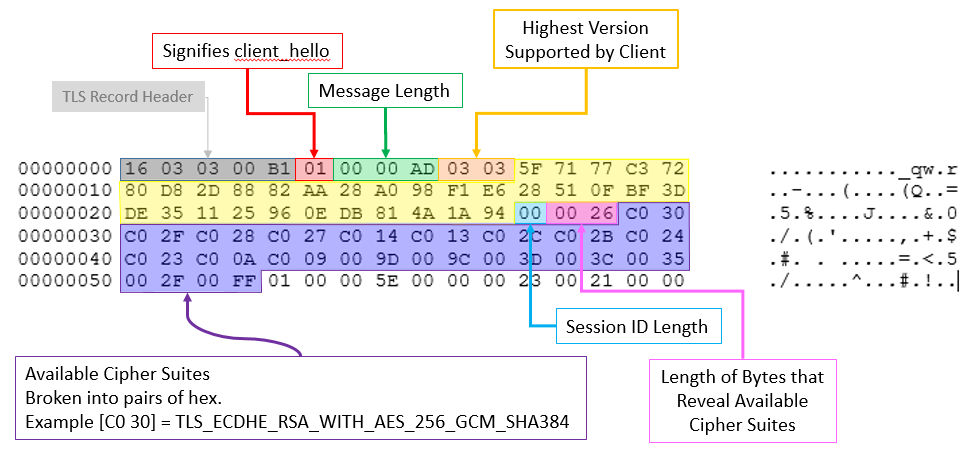 Highest Version
Supported by Client
Signifies client_hello
Message Length
TLS Record Header
00000000 16 03 03 00 B1 01 00 00 AD 03 03 5F 71 77 C3 72 ..........._qw.r
00000010 80 D8 2D 88 82 AA 28 A0 98 F1 E6 28 51 0F BF 3D ..-...(....(Q..=
00000020 DE 35 11 25 96 0E DB 81 4A 1A 94 00 00 26 C0 30 .5.%....J....&.0
00000030 C0 2F C0 28 C0 27 C0 14 C0 13 C0 2C C0 2B C0 24 ./.(.'.....,.+.$
00000040 C0 23 C0 0A C0 09 00 9D 00 9C 00 3D 00 3C 00 35 .#. . .....=.<.5
00000050 00 2F 00 FF 01 00 00 5E 00 00 00 23 00 21 00 00 ./.....^...#.!..
Session ID Length
Available Cipher Suites
Broken into pairs of hex.
Example [C0 30] = TLS_ECDHE_RSA_WITH_AES_256_GCM_SHA384
Length of Bytes that
Reveal Available
Cipher Suites